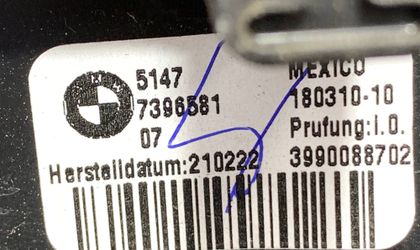 5147 MEXICO
7396581 180310-10
07 Prufung:i.O.
Herstelldatum:210222 3990088702